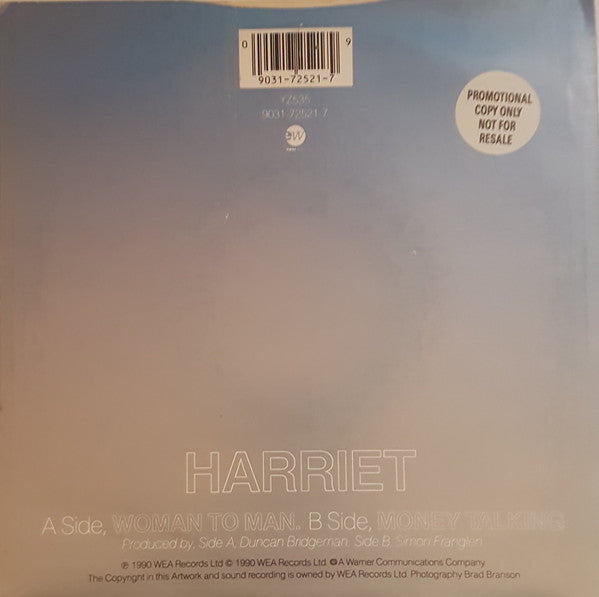 0 9
9031-72521-7
YZ535
9031-72521-7
ew
PROMOTIONAL
COPY ONLY
NOT FOR
RESALE
HARRIET
A Side, WOMAN TO MAN. B Side, MONEY TALKING
Produced by, Side A, Duncan Bridgeman. Side B, Simon Franglen
℗ 1990 WEA Records Ltd © 1990 WEA Records Ltd. A Warner Communications Company.
The Copyright in this Artwork and sound recording is owned by WEA Records Ltd. Photography Brad Branson